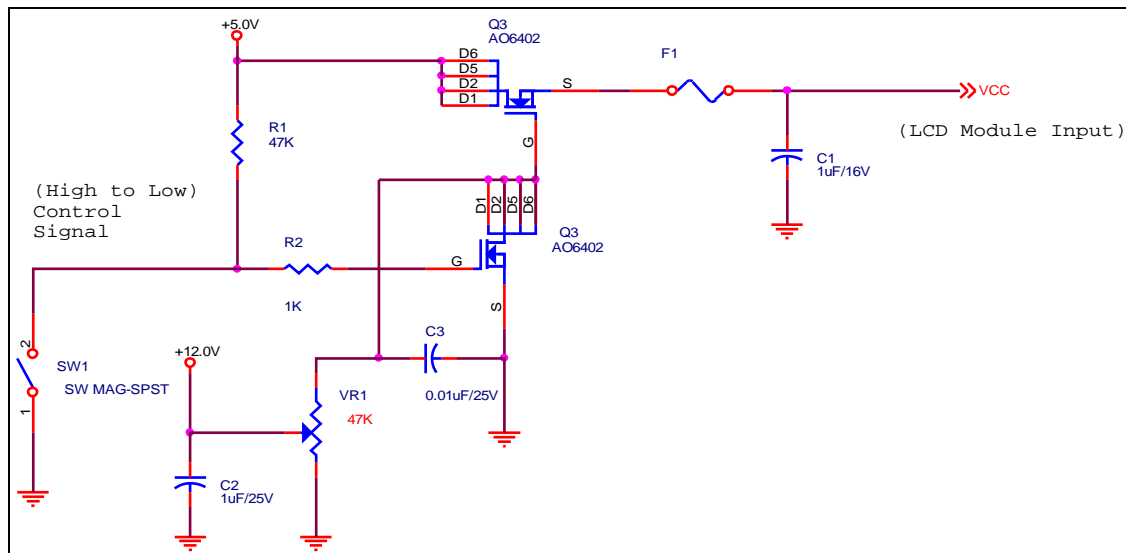 +5.0V
Q3
AO6402
D6
D5
D2
D1
S
G
F1
VCC
(LCD Module Input)
R1
47K
C1
1uF/16V
(High to Low)
Control
Signal
D1
D2
D5
D6
Q3
AO6402
R2
1K
G
S
2
1
SW1
SW MAG-SPST
+12.0V
C3
0.01uF/25V
VR1
47K
C2
1uF/25V